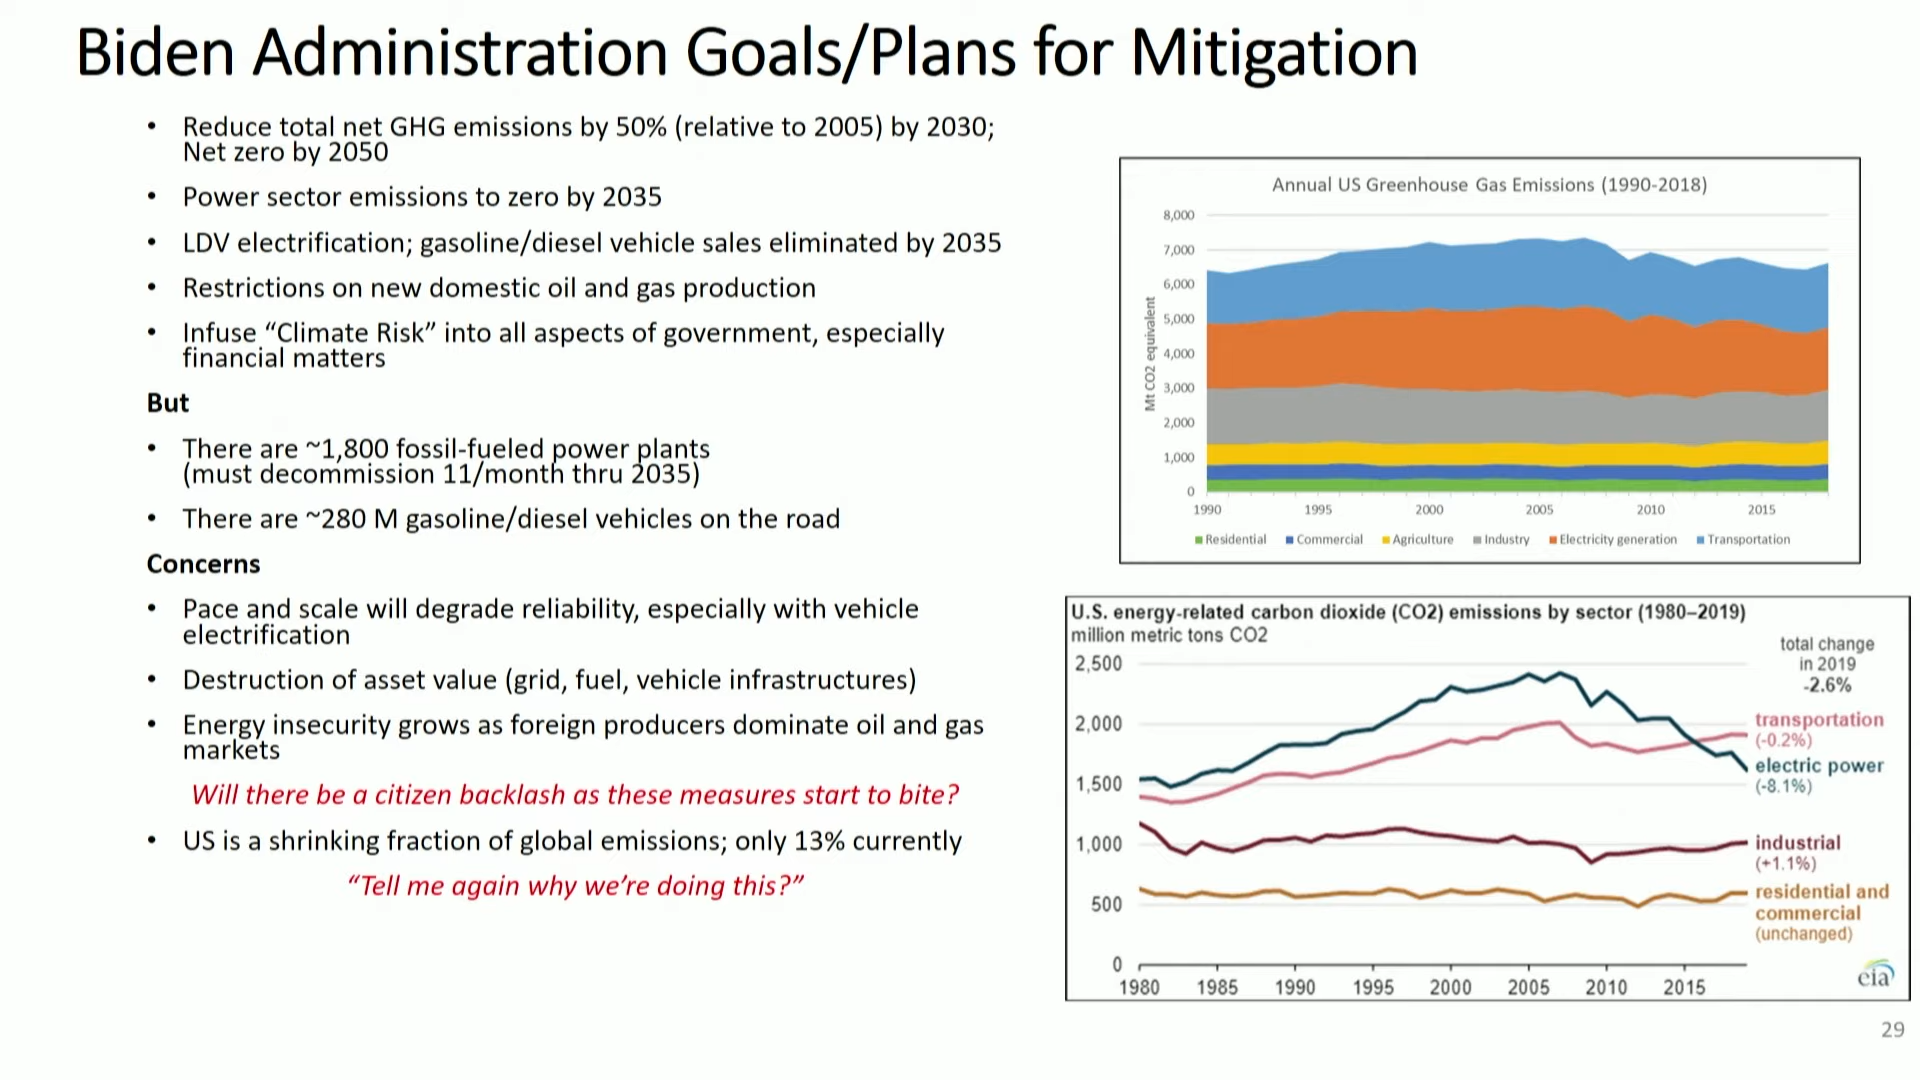 Biden Administration Goals/Plans for Mitigation
• Reduce total net GHG emissions by 50% (relative to 2005) by 2030;
Net zero by 2050
• Power sector emissions to zero by 2035
• LDV electrification; gasoline/diesel vehicle sales eliminated by 2035
• Restrictions on new domestic oil and gas production
• Infuse “Climate Risk” into all aspects of government, especially
financial matters
But
• There are ~1,800 fossil-fueled power plants
(must decommission 11/month thru 2035)
• There are ~280 M gasoline/diesel vehicles on the road
Concerns
• Pace and scale will degrade reliability, especially with vehicle
electrification
• Destruction of asset value (grid, fuel, vehicle infrastructures)
• Energy insecurity grows as foreign producers dominate oil and gas
markets
Will there be a citizen backlash as these measures start to bite?
• US is a shrinking fraction of global emissions; only 13% currently
“Tell me again why we’re doing this?”
Annual US Greenhouse Gas Emissions (1990-2018)
Mt CO2 equivalent
8,000
7,000
6,000
5,000
4,000
3,000
2,000
1,000
0
1990 1995 2000 2005 2010 2015
Residential Commercial Agriculture Industry Electricity generation Transportation
U.S. energy-related carbon dioxide (CO2) emissions by sector (1980–2019)
million metric tons CO2
total change
in 2019
-2.6%
2,500
2,000
1,500
1,000
500
0
transportation
(-0.2%)
electric power
(-8.1%)
industrial
(+1.1%)
residential and
commercial
(unchanged)
1980 1985 1990 1995 2000 2005 2010 2015
eia
29